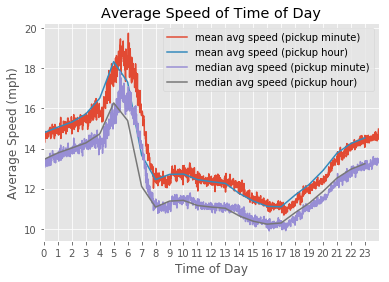 Average Speed of Time of Day
mean avg speed (pickup minute)
mean avg speed (pickup hour)
median avg speed (pickup minute)
median avg speed (pickup hour)
Average Speed (mph)
20
18
16
14
12
10
0 1 2 3 4 5 6 7 8 9 10 11 12 13 14 15 16 17 18 19 20 21 22 23
Time of Day